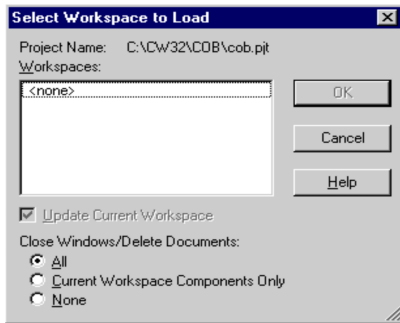 Select Workspace to Load
Project Name: C:\CW32\COB\cob.pjt
Workspaces:
<none>
OK
Cancel
Help
Update Current Workspace
Close Windows/Delete Documents:
All
Current Workspace Components Only
None